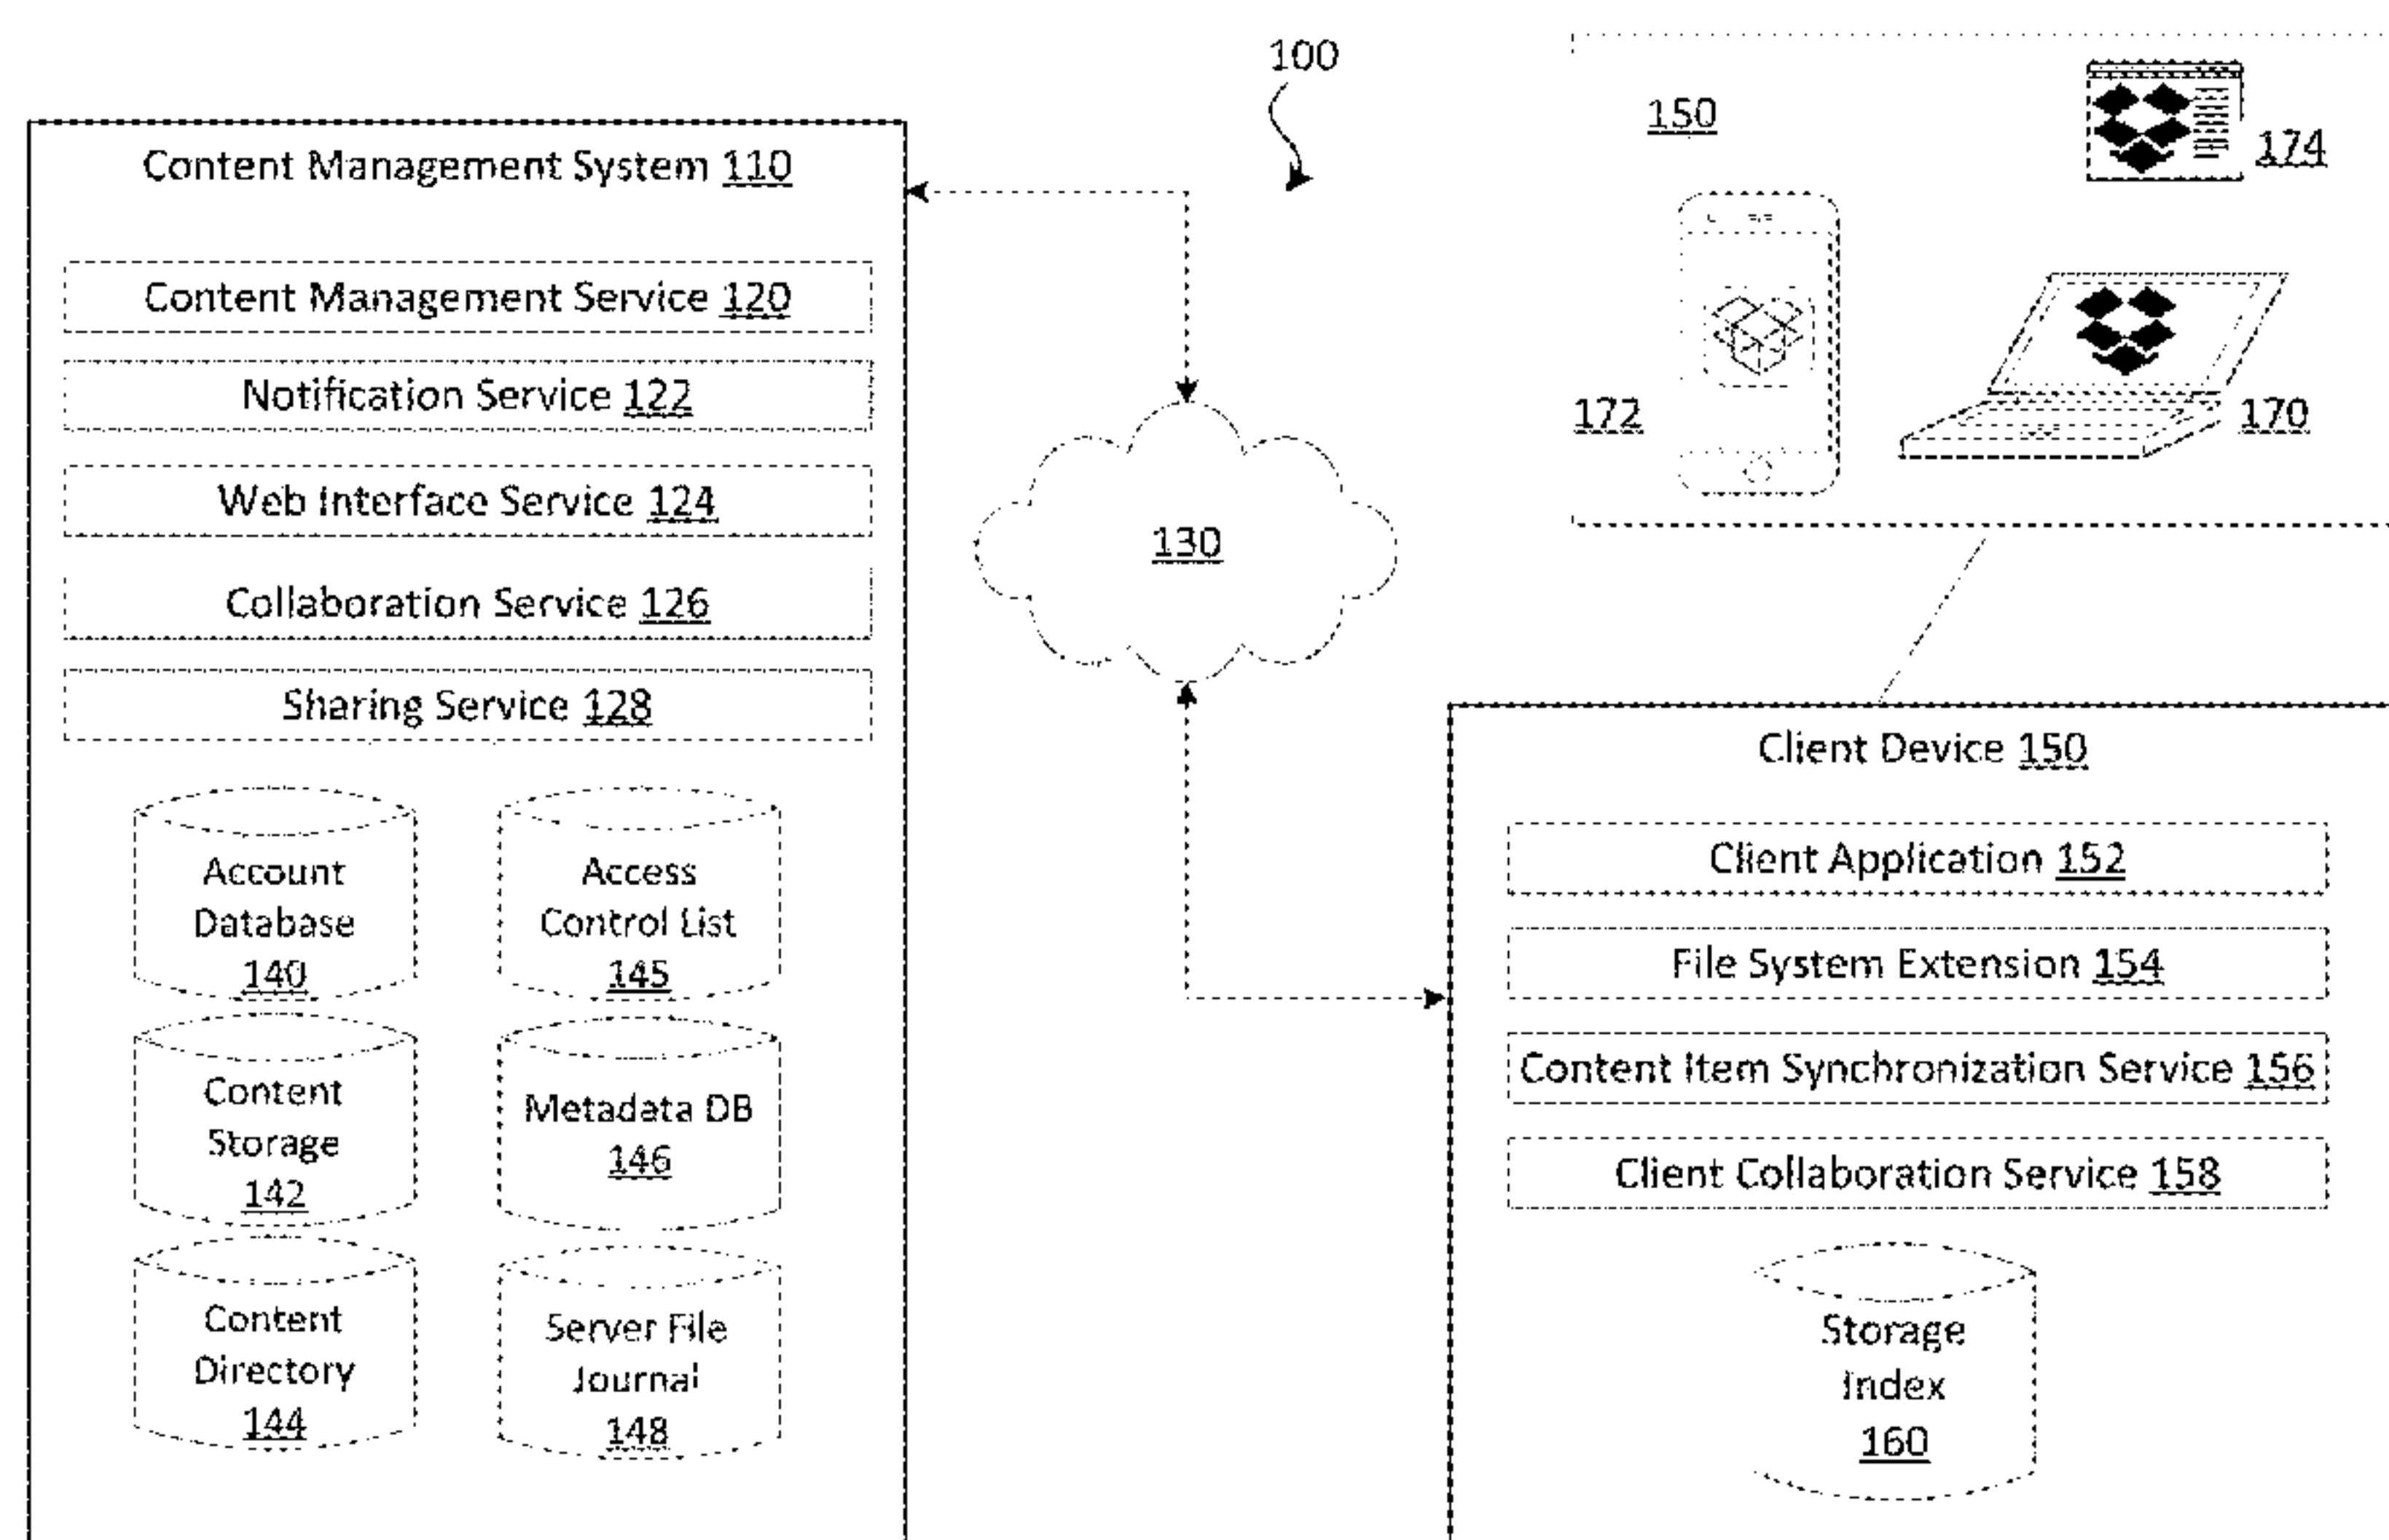 100
Content Management System 110
Content Management Service 120
Notification Service 122
Web Interface Service 124
Collaboration Service 126
Sharing Service 128
Account
Database
140
Access
Control List
145
Content
Storage
142
Metadata DB
146
Content
Directory
144
Server File
Journal
148
130
150
174
172
170
Client Device 150
Client Application 152
File System Extension 154
Content Item Synchronization Service 156
Client Collaboration Service 158
Storage
Index
160